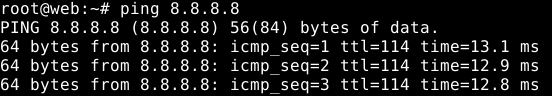 root@web:~# ping 8.8.8.8
PING 8.8.8.8 (8.8.8.8) 56(84) bytes of data.
64 bytes from 8.8.8.8: icmp_seq=1 ttl=114 time=13.1 ms
64 bytes from 8.8.8.8: icmp_seq=2 ttl=114 time=12.9 ms
64 bytes from 8.8.8.8: icmp_seq=3 ttl=114 time=12.8 ms